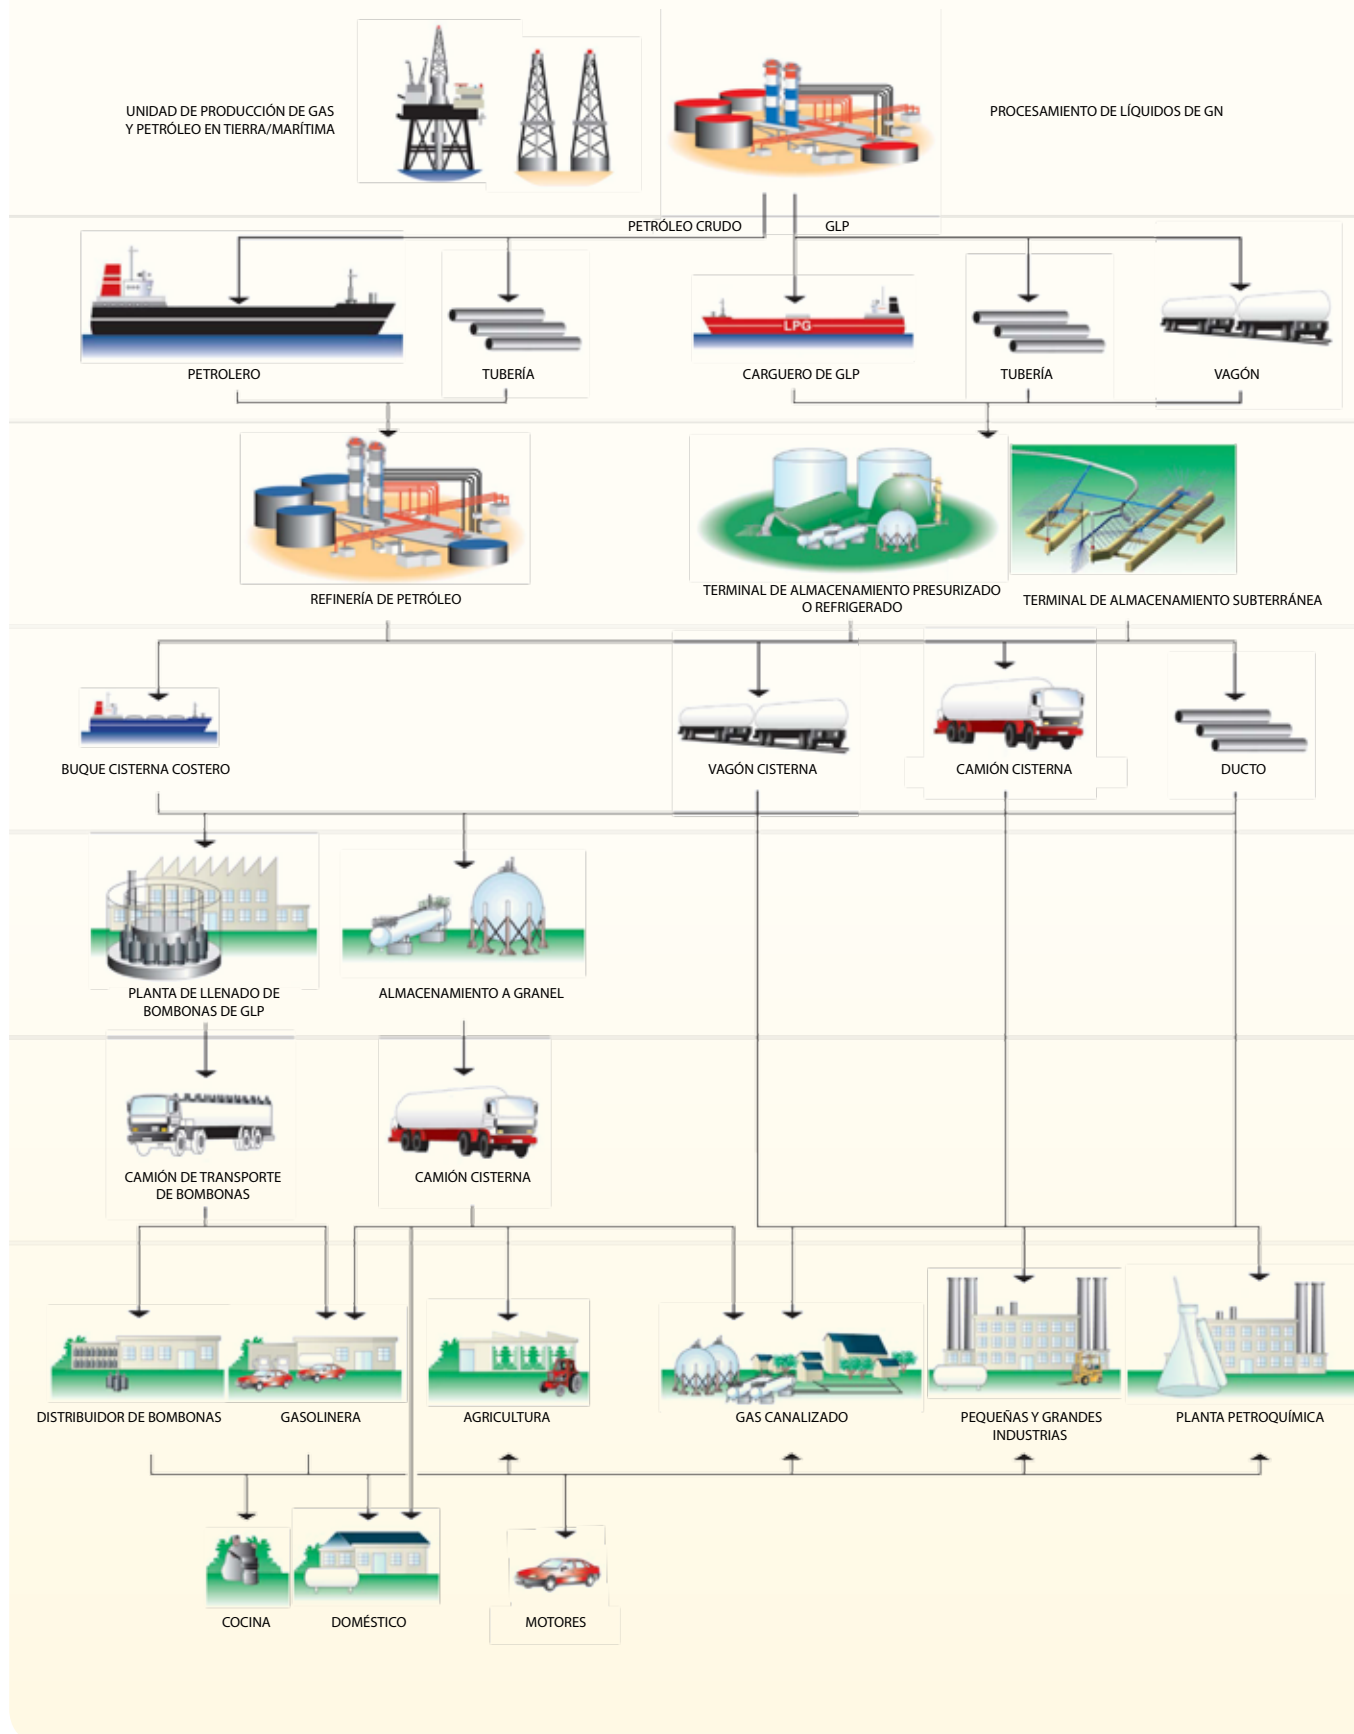 UNIDAD DE PRODUCCIÓN DE GAS
Y PETRÓLEO EN TIERRA/MARÍTIMA
PROCESAMIENTO DE LÍQUIDOS DE GN
PETRÓLEO CRUDO
GLP
LPG
PETROLERO
TUBERÍA
CARGUERO DE GLP
TUBERÍA
VAGÓN
REFINERÍA DE PETRÓLEO
TERMINAL DE ALMACENAMIENTO PRESURIZADO
O REFRIGERADO
TERMINAL DE ALMACENAMIENTO SUBTERRÁNEA
BUQUE CISTERNA COSTERO
VAGÓN CISTERNA
CAMIÓN CISTERNA
DUCTO
PLANTA DE LLENADO DE
BOMBONAS DE GLP
ALMACENAMIENTO A GRANEL
CAMIÓN DE TRANSPORTE
DE BOMBONAS
CAMIÓN CISTERNA
DISTRIBUIDOR DE BOMBONAS
GASOLINERA
AGRICULTURA
GAS CANALIZADO
PEQUEÑAS Y GRANDES
INDUSTRIAS
PLANTA PETROQUÍMICA
COCINA
DOMÉSTICO
MOTORES